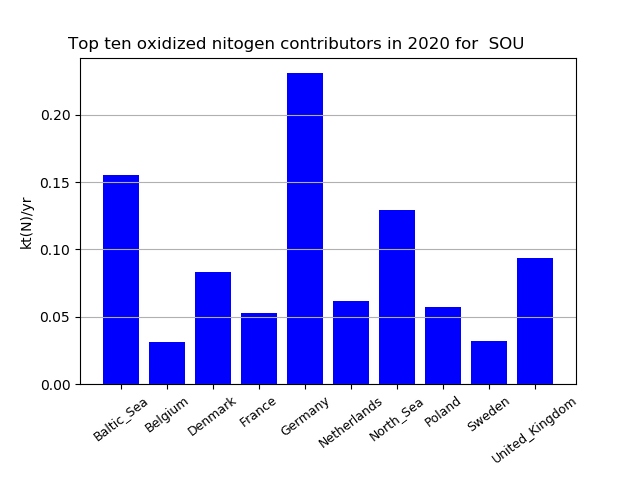 Top ten oxidized nitogen contributors in 2020 for  SOU
kt(N)/yr
0.20
0.15
0.10
0.05
0.00
Baltic_Sea
Belgium
Denmark
France
Germany
Netherlands
North_Sea
Poland
Sweden
United_Kingdom